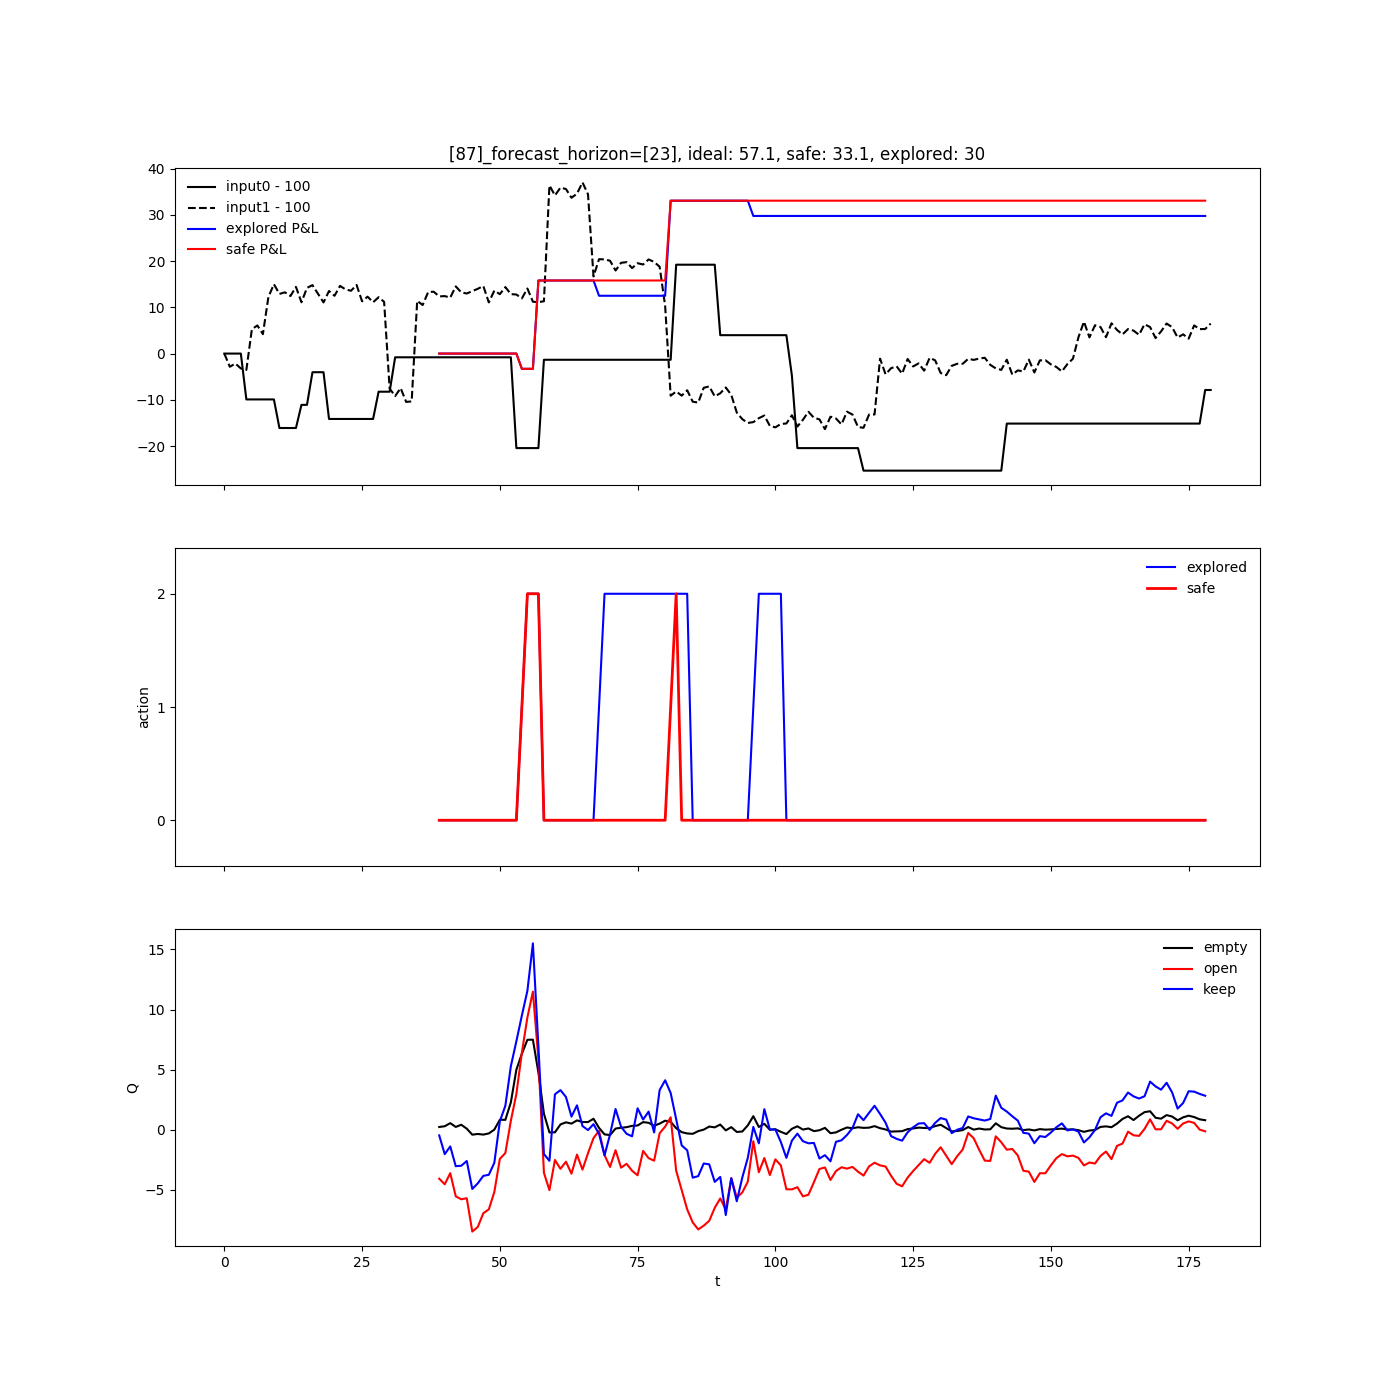 [87]_forecast_horizon=[23], ideal: 57.1, safe: 33.1, explored: 30
40
30
20
10
0
−10
−20
input0 - 100
input1 - 100
explored P&L
safe P&L
2
1
0
action
explored
safe
15
10
5
0
−5
Q
empty
open
keep
0 25 50 75 100 125 150 175
t